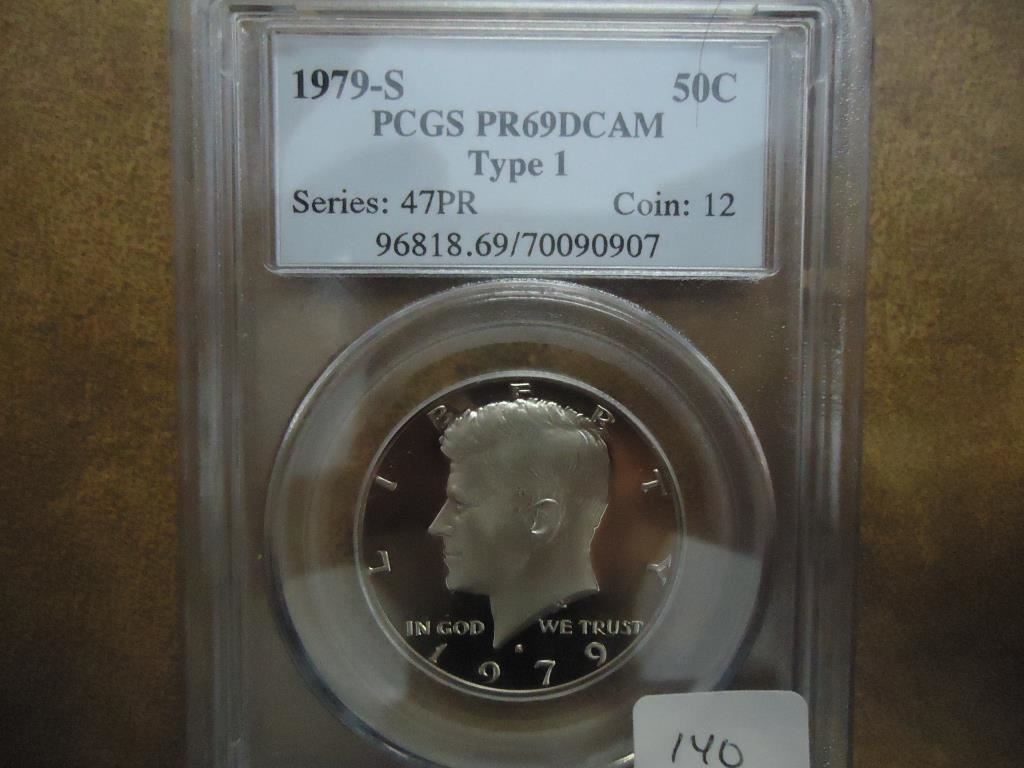 1979-S 50C
PCGS PR69DCAM
Type 1
Series: 47PR Coin: 12
96818.69/70090907
LIBERTY
IN GOD WE TRUST
1979
140